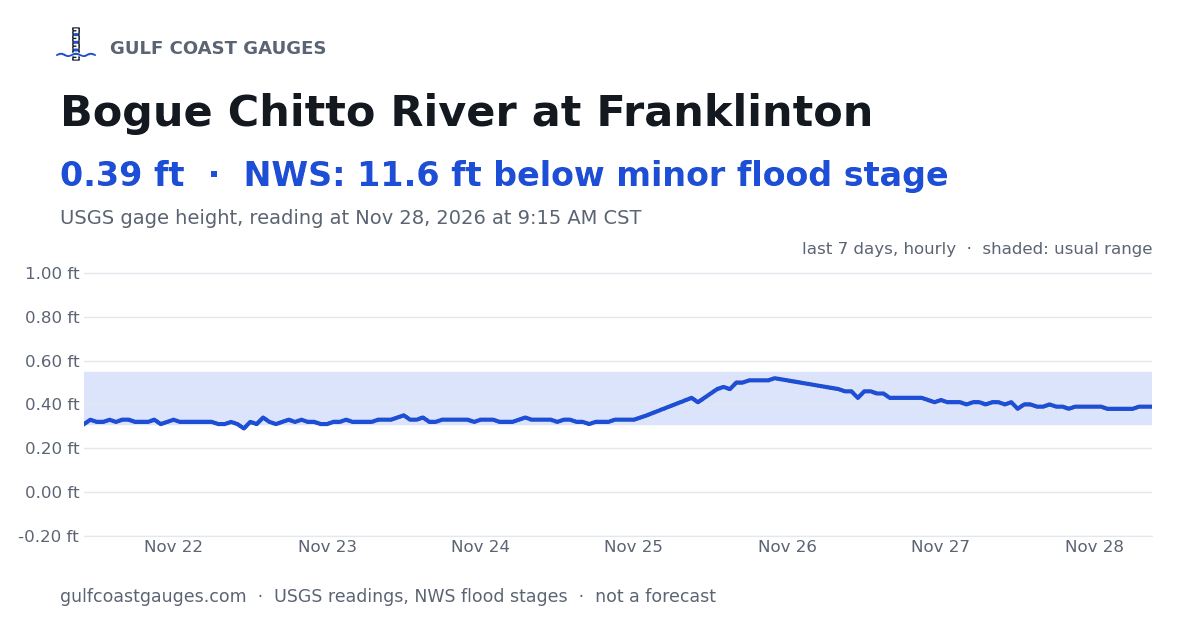 GULF COAST GAUGES
Bogue Chitto River at Franklinton
0.39 ft · NWS: 11.6 ft below minor flood stage
USGS gage height, reading at Nov 28, 2026 at 9:15 AM CST
last 7 days, hourly · shaded: usual range
1.00 ft
0.80 ft
0.60 ft
0.40 ft
0.20 ft
0.00 ft
-0.20 ft
Nov 22 Nov 23 Nov 24 Nov 25 Nov 26 Nov 27 Nov 28
gulfcoastgauges.com · USGS readings, NWS flood stages · not a forecast